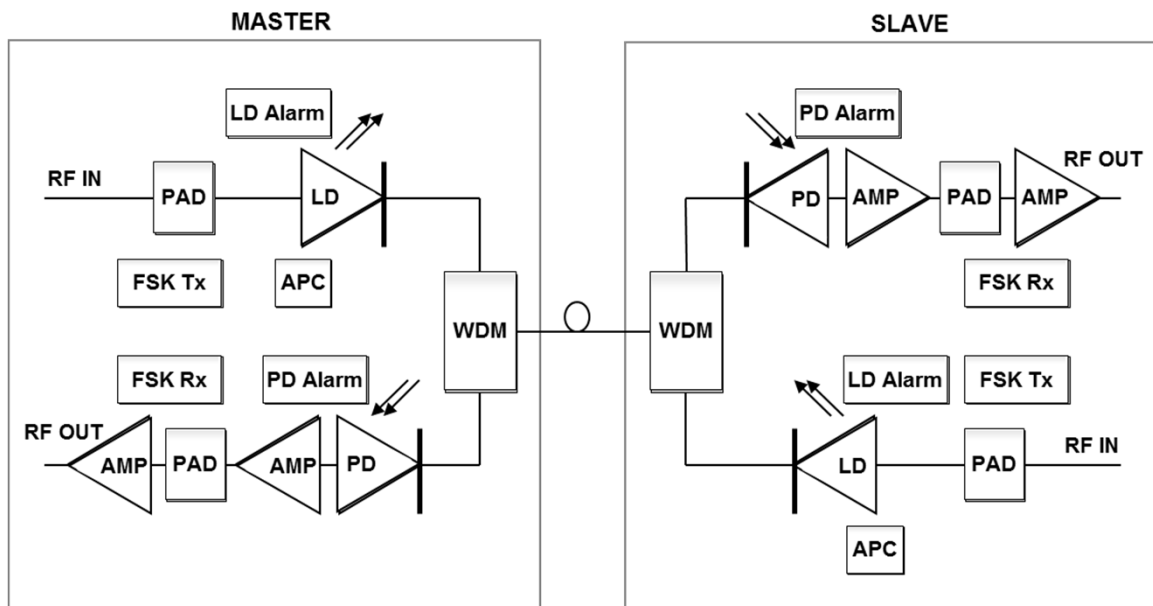 MASTER
LD Alarm
RF IN
PAD
LD
FSK Tx
APC
WDM
FSK Rx
PD Alarm
RF OUT
AMP
PAD
AMP
PD
SLAVE
PD Alarm
RF OUT
PD
AMP
PAD
AMP
FSK Rx
WDM
LD Alarm
FSK Tx
RF IN
LD
PAD
APC